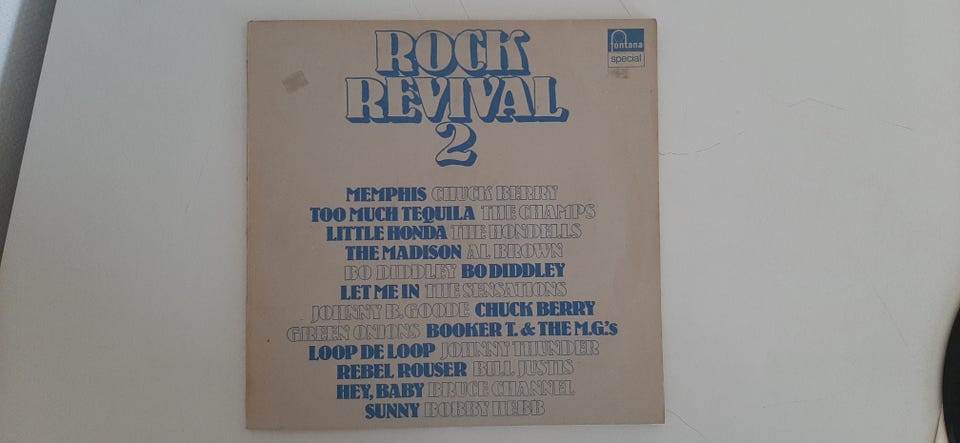 ROCK
REVIVAL
2
fontana
special
MEMPHIS CHUCK BERRY
TOO MUCH TEQUILA THE CHAMPS
LITTLE HONDA THE HONDELLS
THE MADISON AL BROWN
BO DIDDLEY BO DIDDLEY
LET ME IN THE SENSATIONS
JOHNNY B. GOODE CHUCK BERRY
GREEN ONIONS BOOKER T. & THE M.G.'s
LOOP DE LOOP JOHNNY THUNDER
REBEL ROUSER BILL JUSTIS
HEY, BABY BRUCE CHANNEL
SUNNY BOBBY HEBB